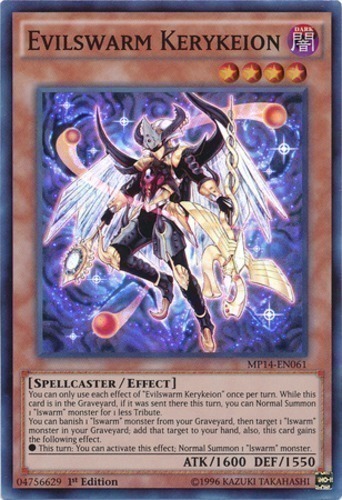 EVILSWARM KERYKEION
DARK
闇
MP14-EN061
[SPELLCASTER / EFFECT]
You can only use each effect of "Evilswarm Kerykeion" once per turn. While this
card is in the Graveyard, if it was sent there this turn, you can Normal Summon
1 "lswarm" monster for 1 less Tribute.
You can banish 1 "lswarm" monster from your Graveyard, then target 1 "lswarm"
monster in your Graveyard; add that target to your hand, also, this card gains
the following effect.
● This turn: You can activate this effect; Normal Summon 1 "lswarm" monster.
ATK/1600 DEF/1550
04756629 1st Edition ©1996 KAZUKI TAKAHASHI